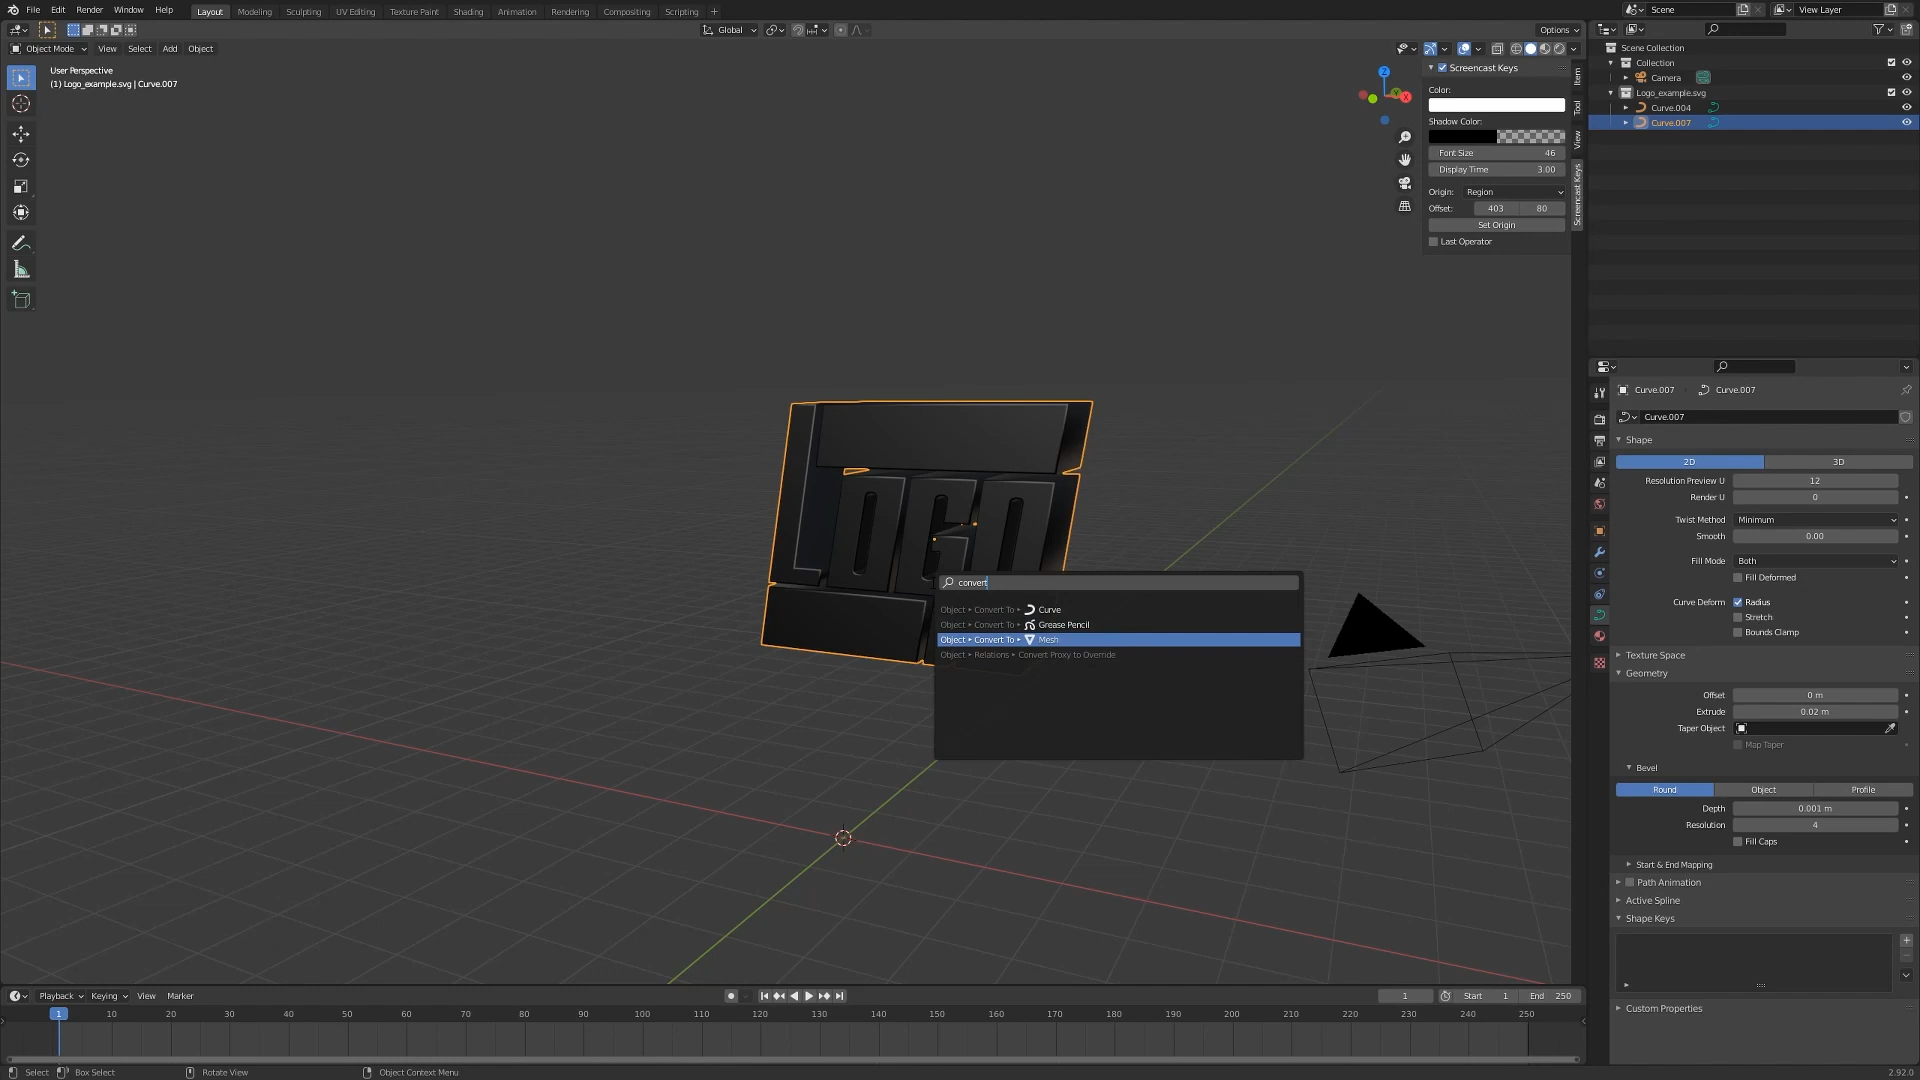 File Edit Render Window Help Layout Modeling Sculpting UV Editing Texture Paint Shading Animation Rendering Compositing Scripting + Scene View Layer
Global Options
Object Mode View Select Add Object
User Perspective
(1) Logo_example.svg | Curve.007
Screencast Keys
Color:
Shadow Color:
Font Size 46
Display Time 3.00
Origin: Region
Offset: 403 80
Set Origin
Last Operator
Item
Tool
View
Screencast Keys
Z
Y
X
Scene Collection
Collection
Camera
Logo_example.svg
Curve.004
Curve.007
LOGO
convert
Object ▸ Convert To ▸ Curve
Object ▸ Convert To ▸ Grease Pencil
Object ▸ Convert To ▸ Mesh
Object ▸ Relations ▸ Convert Proxy to Override
Curve.007 Curve.007
Curve.007
Shape
2D 3D
Resolution Preview U 12
Render U 0
Twist Method Minimum
Smooth 0.00
Fill Mode Both
Fill Deformed
Curve Deform Radius
Stretch
Bounds Clamp
Texture Space
Geometry
Offset 0 m
Extrude 0.02 m
Taper Object
Map Taper
Bevel
Round Object Profile
Depth 0.001 m
Resolution 4
Fill Caps
Start & End Mapping
Path Animation
Active Spline
Shape Keys
Custom Properties
Playback Keying View Marker 1 Start 1 End 250
1 10 20 30 40 50 60 70 80 90 100 110 120 130 140 150 160 170 180 190 200 210 220 230 240 250
Select Box Select Rotate View Object Context Menu 2.92.0